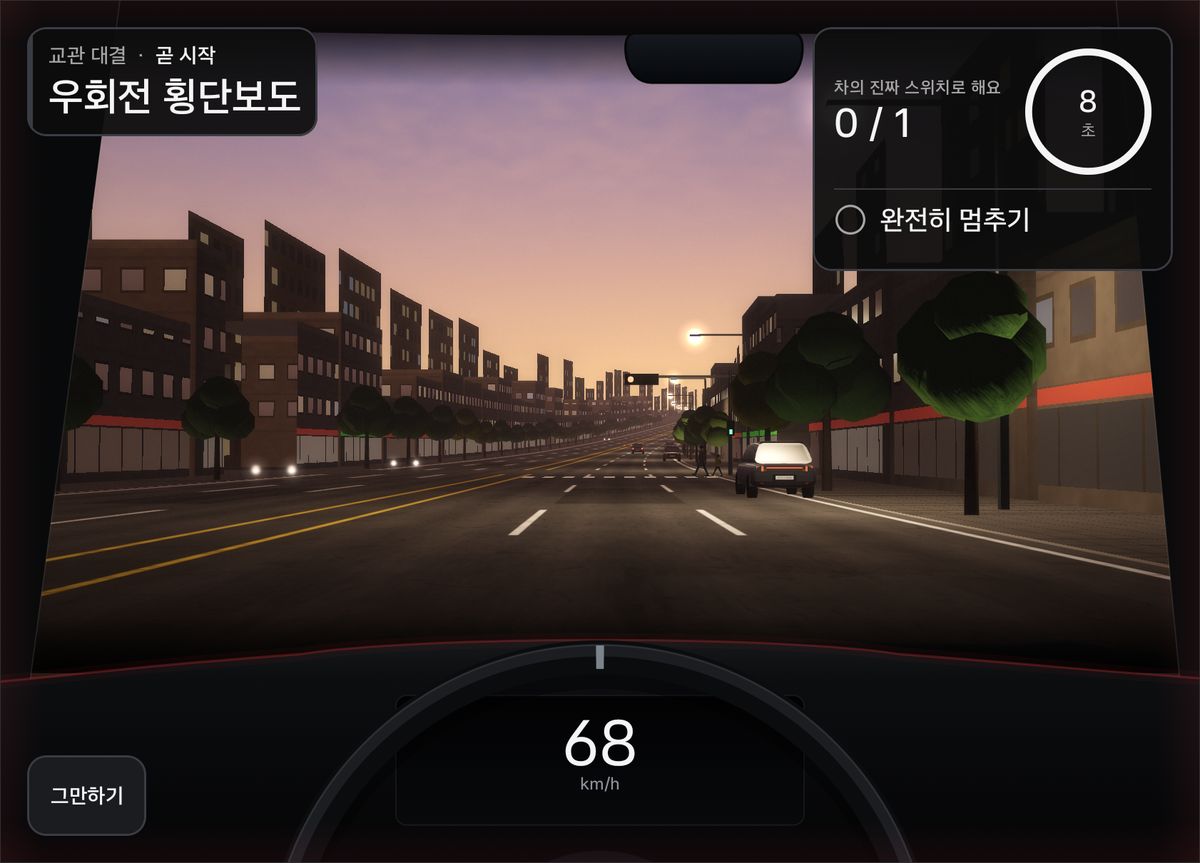 교관 대결 · 곧 시작
우회전 횡단보도
차의 진짜 스위치로 해요
0 / 1
8
초
완전히 멈추기
68
km/h
그만하기